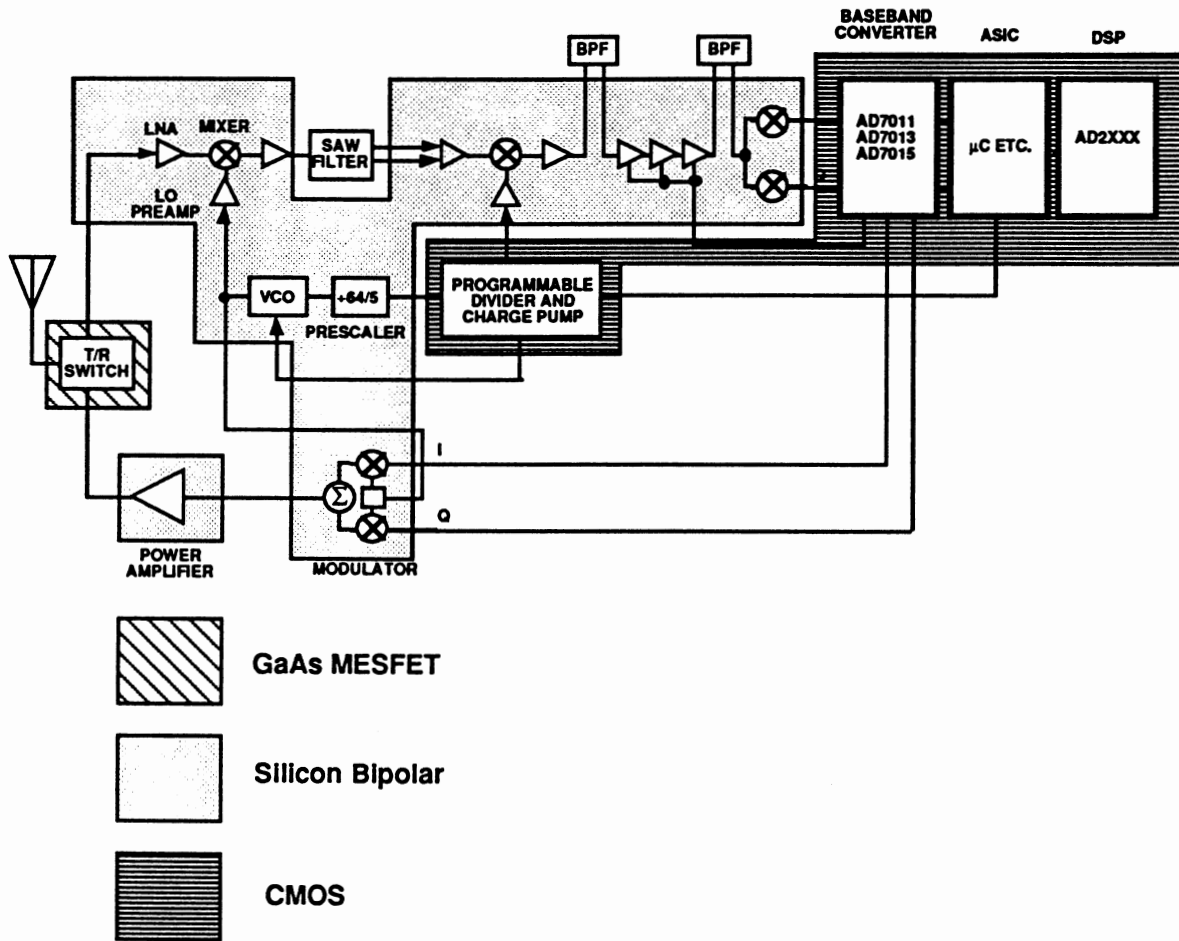 BASEBAND
CONVERTER
ASIC
DSP
BPF
BPF
LNA
MIXER
SAW
FILTER
AD7011
AD7013
AD7015
µC ETC.
AD2XXX
LO
PREAMP
VCO
÷64/5
PRESCALER
PROGRAMMABLE
DIVIDER AND
CHARGE PUMP
T/R
SWITCH
I
Σ
Q
POWER
AMPLIFIER
MODULATOR
GaAs MESFET
Silicon Bipolar
CMOS